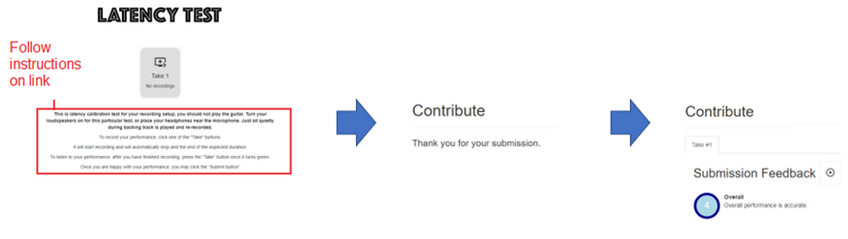 LATENCY TEST
Follow
instructions
on link
Take 1
No recordings
This is latency calibration test for your recording setup, you should not play the guitar. Turn your
loudspeakers on for this particular test, or place your headphones near the microphone. Just sit quietly
during backing track is played and re-recorded.
To record your performance, click one of the "Take" buttons.
It will start recording and will automatically stop and the end of the expected duration.
To listen to your performance, after you have finished recording, press the "Take" button once it turns green.
Once you are happy with your performance, you may click the "Submit button"
Contribute
Thank you for your submission.
Contribute
Take #1
Submission Feedback
4
Overall
Overall performance is accurate.